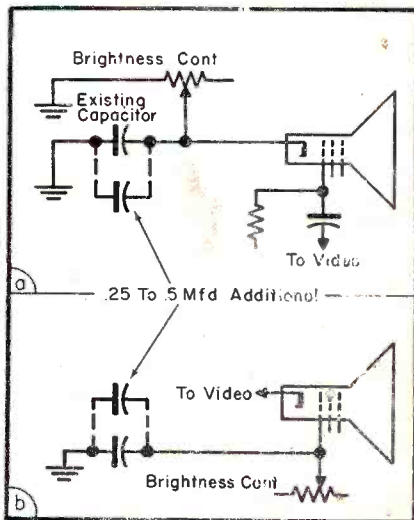 Brightness Cont
Existing
Capacitor
To Video
a
.25 To .5 Mfd Additional
To Video
Brightness Cont
b